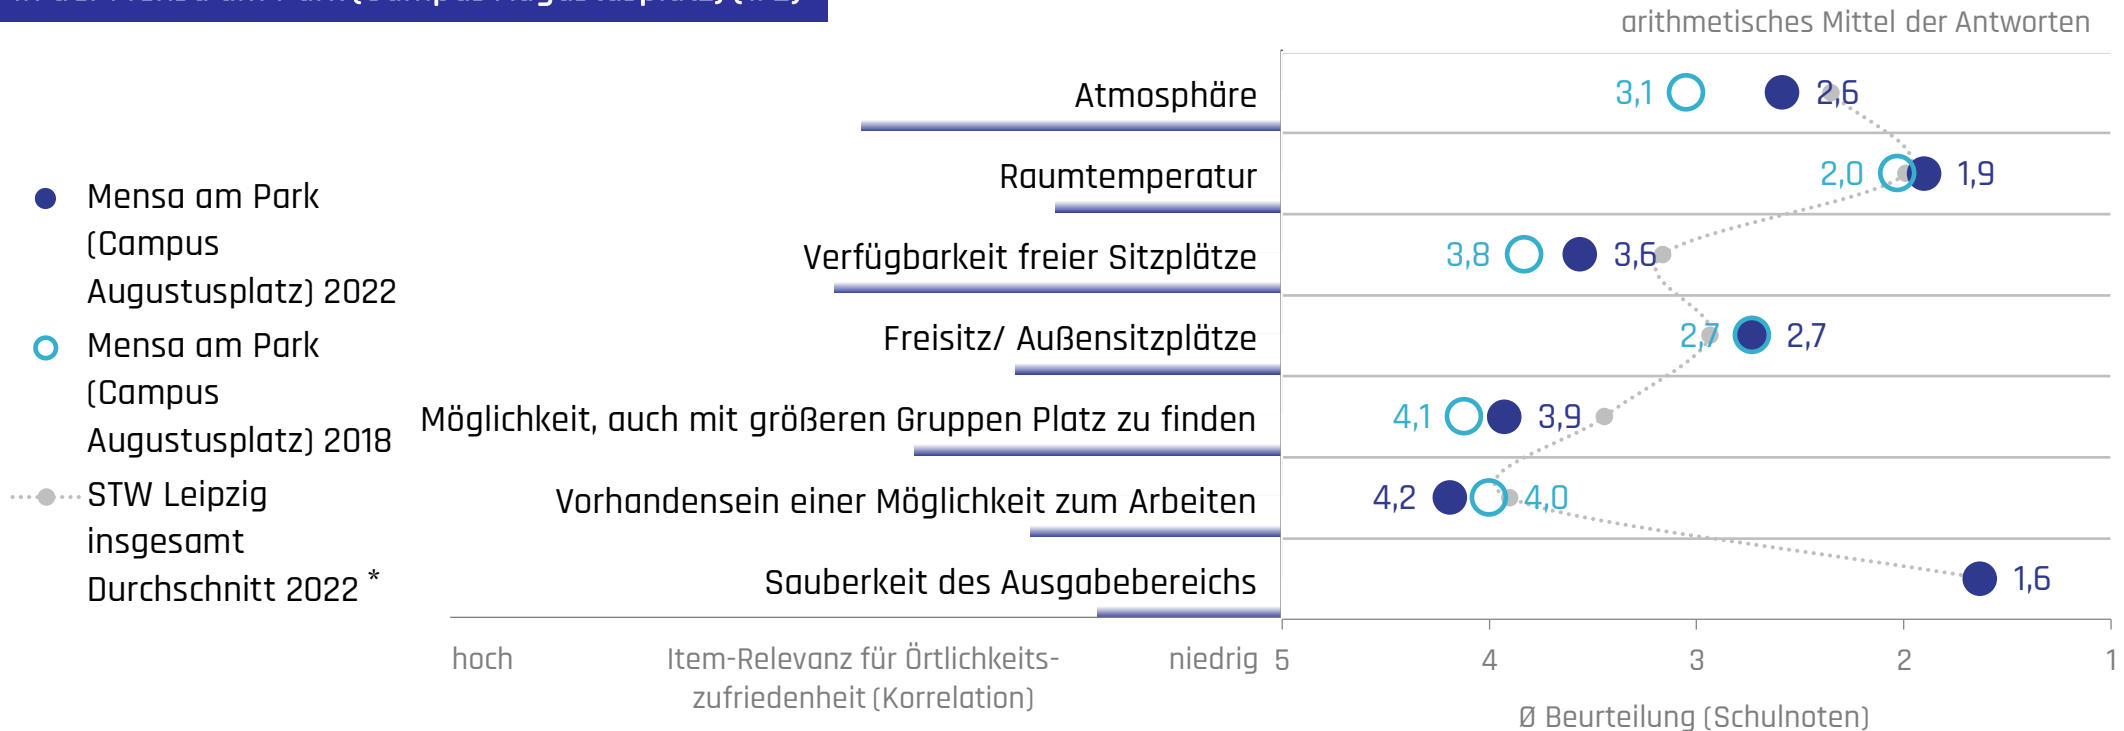 arithmetisches Mittel der Antworten
Mensa am Park
(Campus
Augustusplatz) 2022
Mensa am Park
(Campus
Augustusplatz) 2018
STW Leipzig
insgesamt
Durchschnitt 2022 *
Atmosphäre
3,1 2,6
Raumtemperatur
2,0 1,9
Verfügbarkeit freier Sitzplätze
3,8 3,6
Freisitz/ Außensitzplätze
2,7 2,7
Möglichkeit, auch mit größeren Gruppen Platz zu finden
4,1 3,9
Vorhandensein einer Möglichkeit zum Arbeiten
4,2 4,0
Sauberkeit des Ausgabebereichs
1,6
hoch
Item-Relevanz für Örtlichkeits-
zufriedenheit (Korrelation)
niedrig
5 4 3 2 1
Ø Beurteilung (Schulnoten)